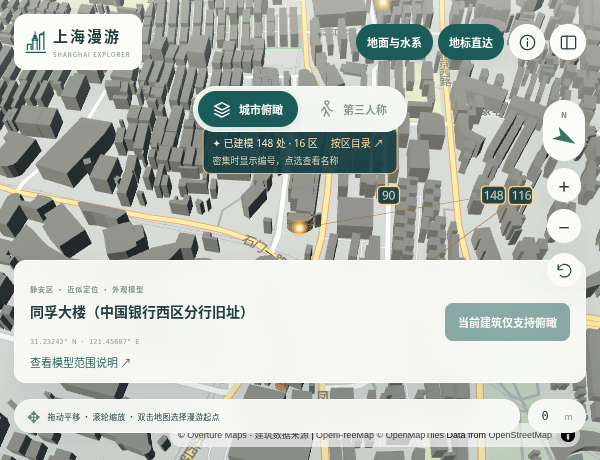 上海漫游
SHANGHAI EXPLORER
地面与水系
地标直达
城市俯瞰
第三人称
N
✦ 已建模 148 处 · 16 区 按区目录 ↗
密集时显示编号，点选查看名称
90
148
116
+
−
静安区 · 近似定位 · 外观模型
同孚大楼（中国银行西区分行旧址）
当前建筑仅支持俯瞰
31.23242° N · 121.45687° E
查看模型范围说明 ↗
拖动平移 · 滚轮缩放 · 双击地图选择漫游起点
0 m
© Overture Maps · 建筑数据来源 | OpenFreeMap © OpenMapTiles Data from OpenStreetMap